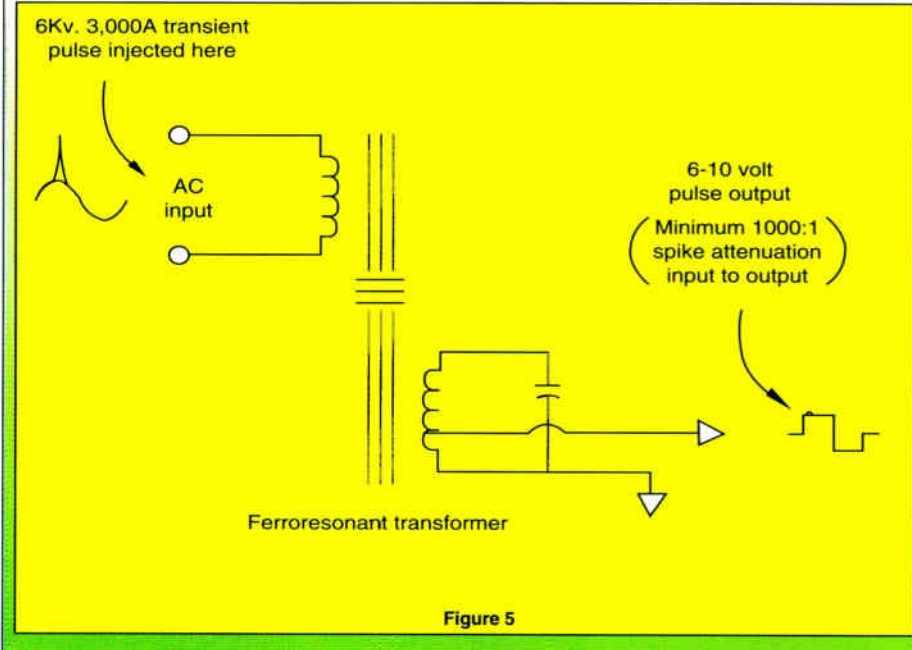 6Kv. 3,000A transient
pulse injected here
AC
input
6-10 volt
pulse output
(Minimum 1000:1
spike attenuation
input to output)
Ferroresonant transformer
Figure 5